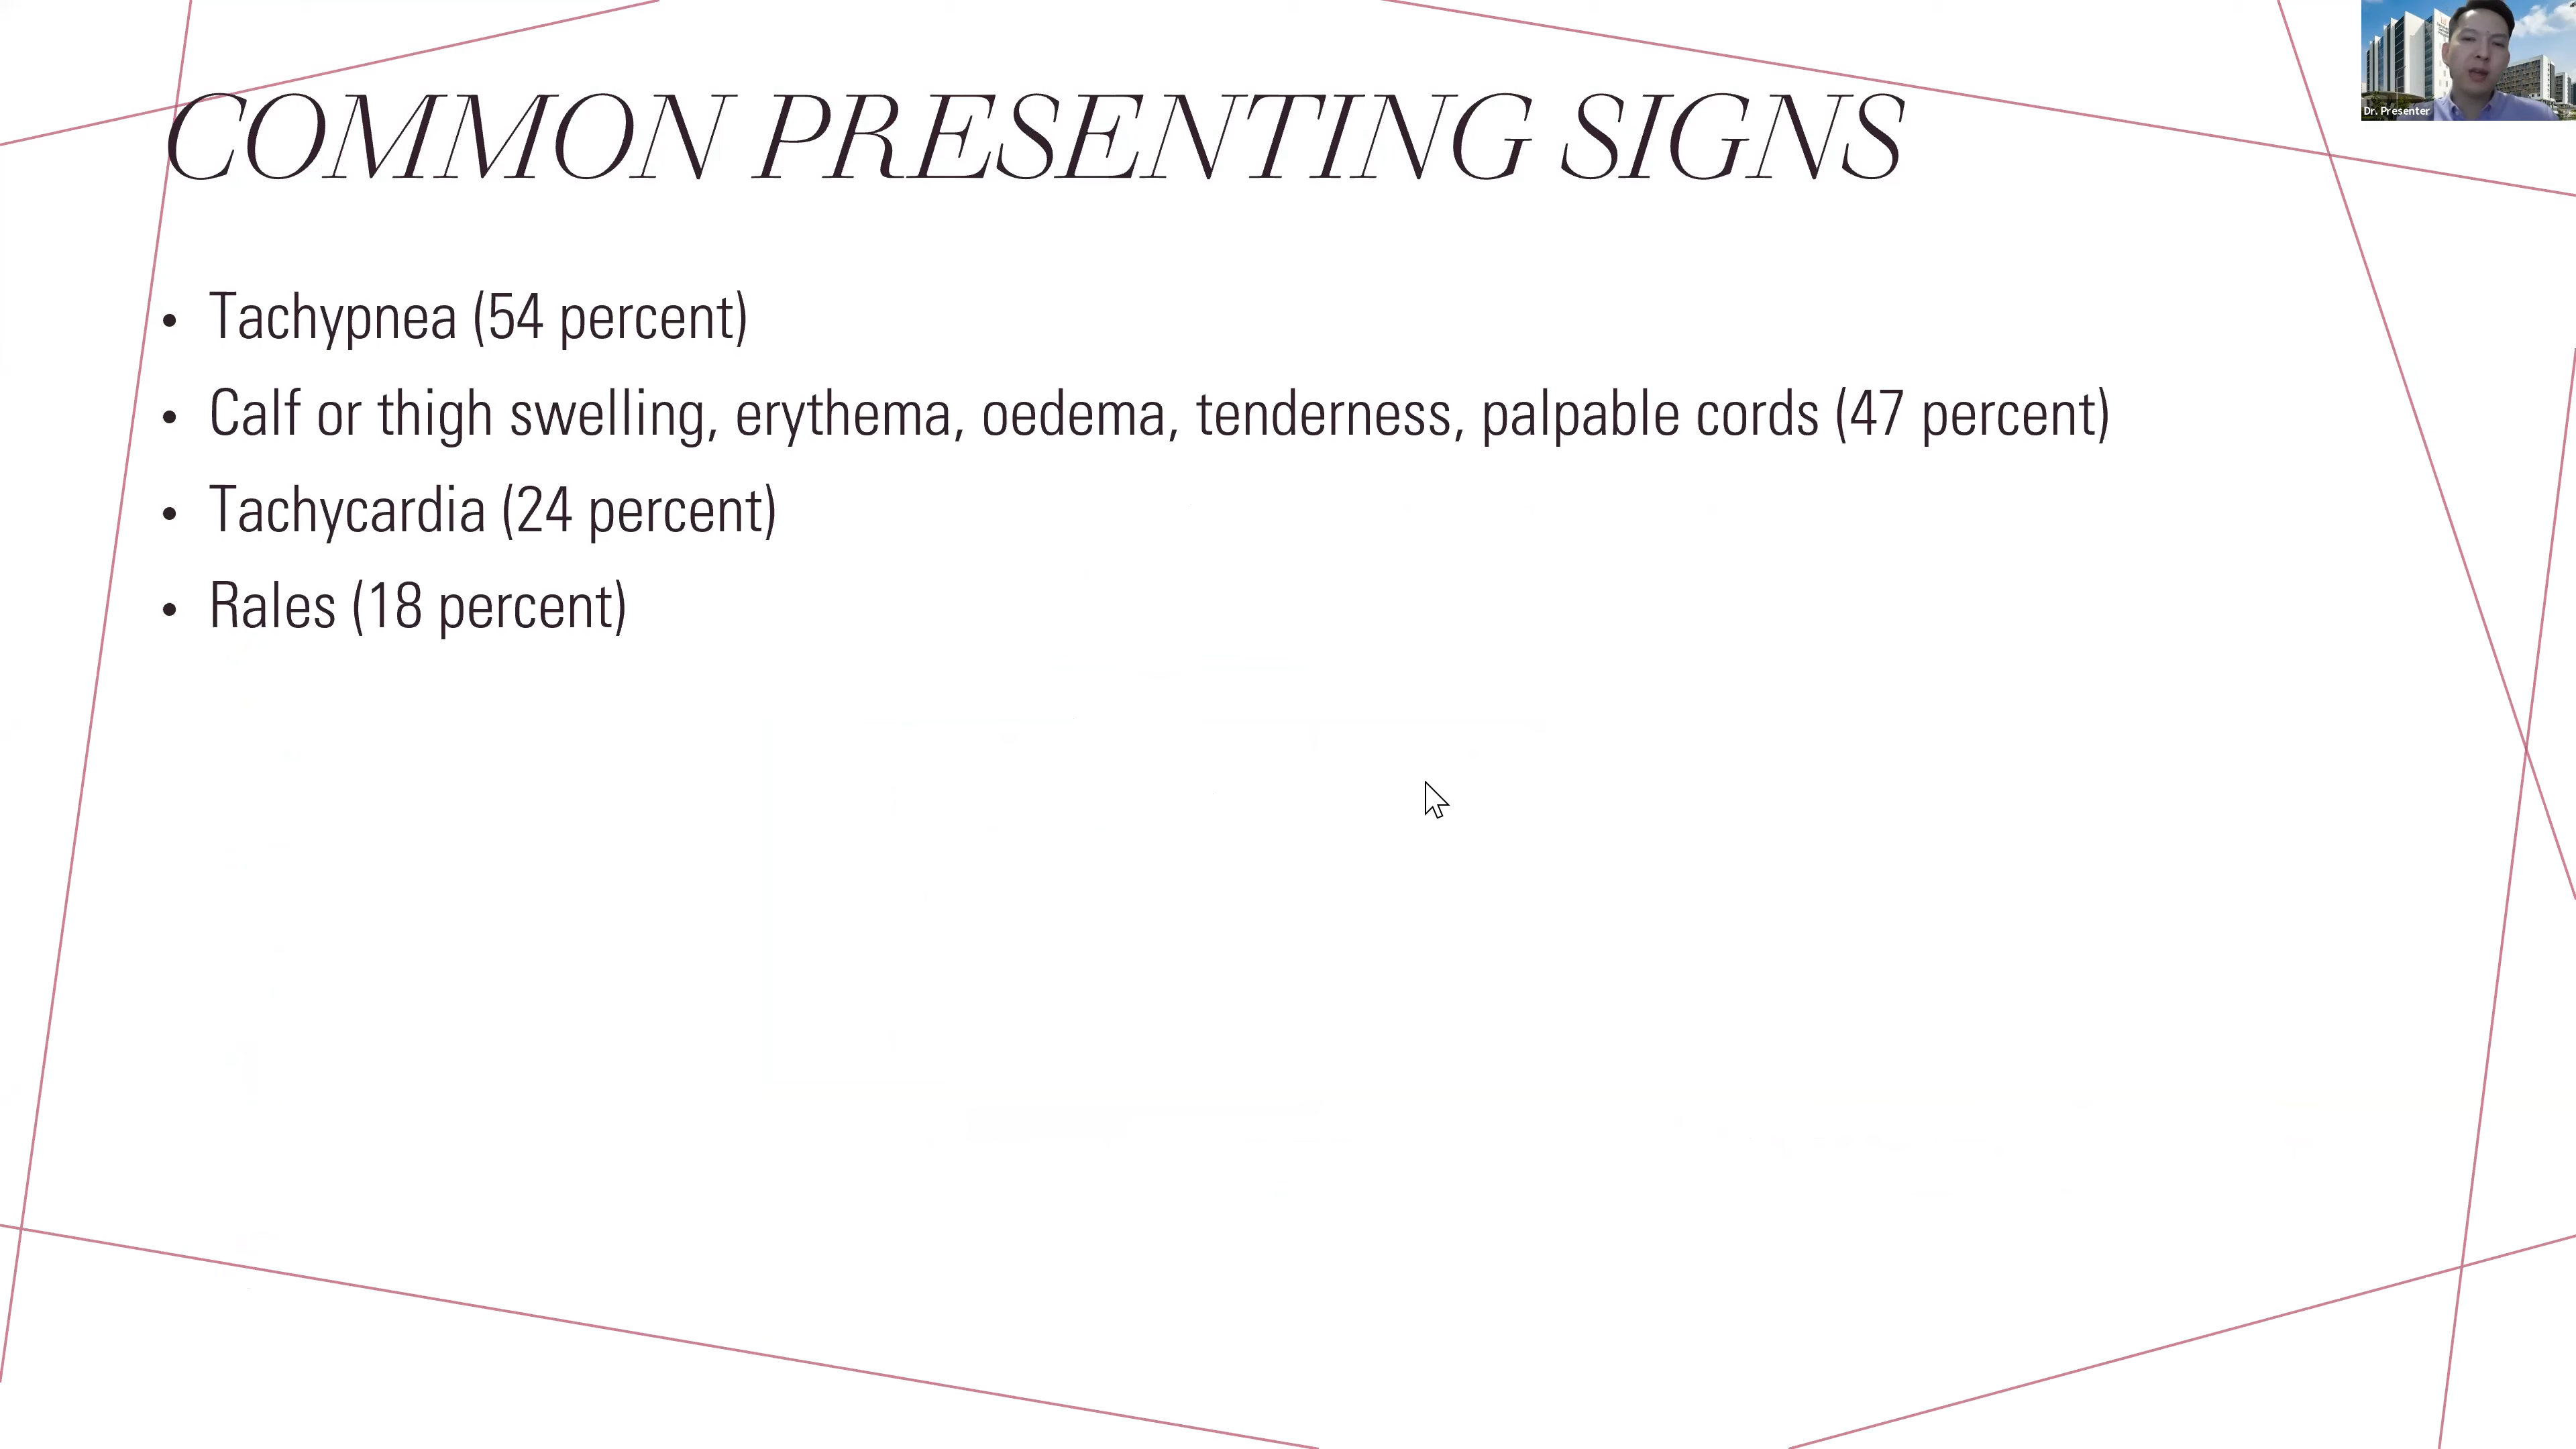 COMMON PRESENTING SIGNS
• Tachypnea (54 percent)
• Calf or thigh swelling, erythema, oedema, tenderness, palpable cords (47 percent)
• Tachycardia (24 percent)
• Rales (18 percent)
Dr. Presenter